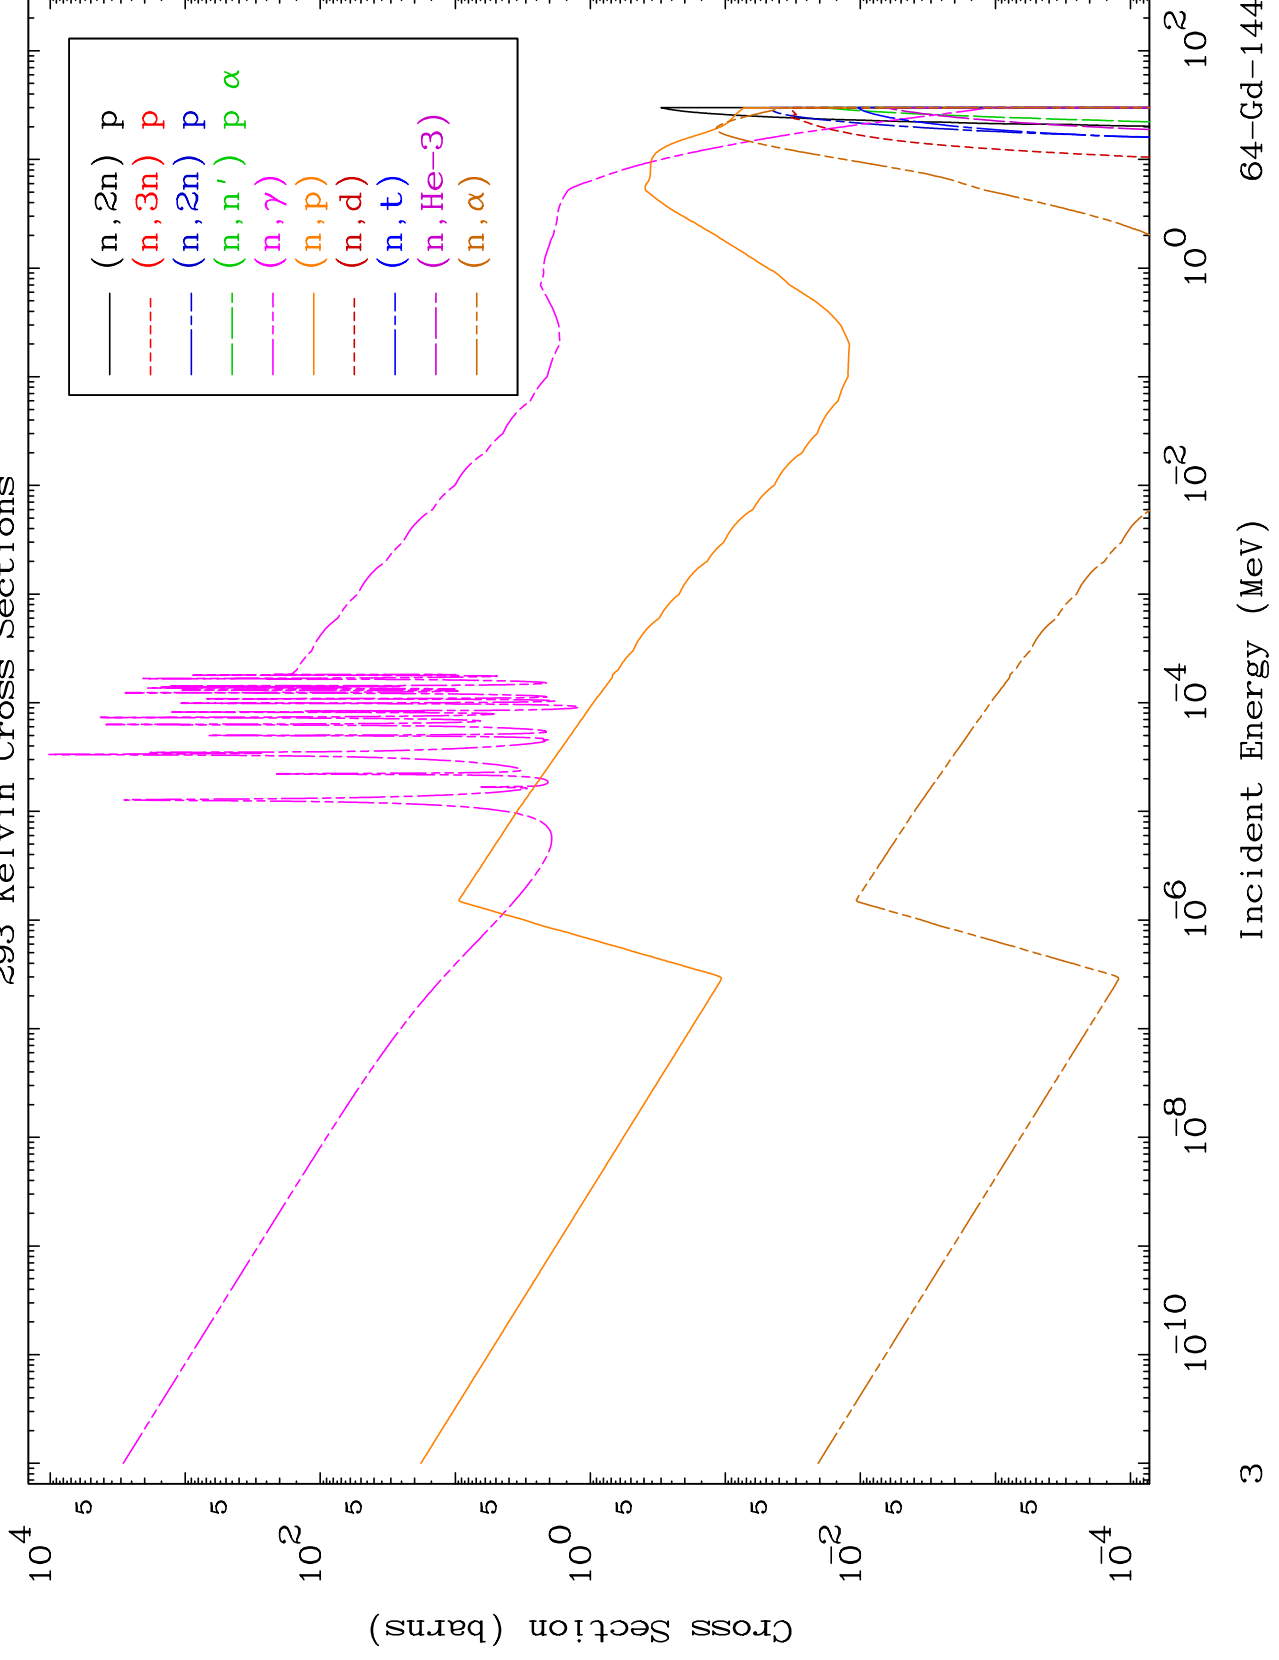 293 Kelvin Cross Sections
(n,2n) p
(n,3n) p
(n,2n) p
(n,n') p α
(n,γ)
(n,p)
(n,d)
(n,t)
(n,He-3)
(n,α)
Cross Section (barns)
10^4
5
10^2
5
5
10^0
5
5
10^-2
5
5
10^-4
5
10^-10
10^-8
10^-6
10^-4
10^-2
10^0
10^2
Incident Energy (MeV)
3
64-Gd-144